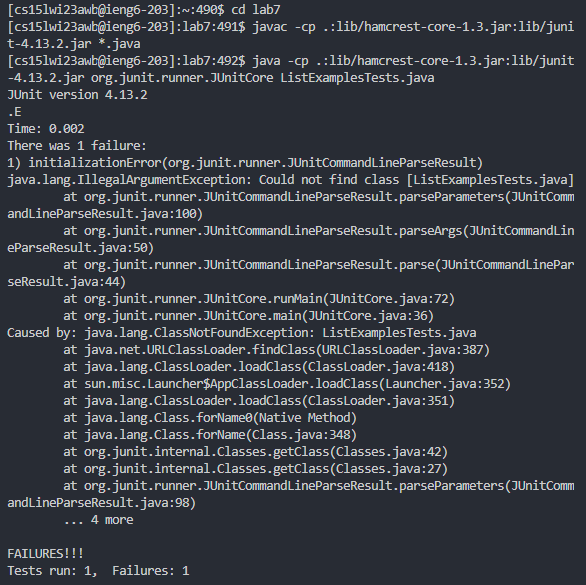 [cs15lwi23awb@ieng6-203]:~:490$ cd lab7
[cs15lwi23awb@ieng6-203]:lab7:491$ javac -cp .:lib/hamcrest-core-1.3.jar:lib/juni
t-4.13.2.jar *.java
[cs15lwi23awb@ieng6-203]:lab7:492$ java -cp .:lib/hamcrest-core-1.3.jar:lib/junit
-4.13.2.jar org.junit.runner.JUnitCore ListExamplesTests.java
JUnit version 4.13.2
.E
Time: 0.002
There was 1 failure:
1) initializationError(org.junit.runner.JUnitCommandLineParseResult)
java.lang.IllegalArgumentException: Could not find class [ListExamplesTests.java]
        at org.junit.runner.JUnitCommandLineParseResult.parseParameters(JUnitComm
andLineParseResult.java:100)
        at org.junit.runner.JUnitCommandLineParseResult.parseArgs(JUnitCommandLin
eParseResult.java:50)
        at org.junit.runner.JUnitCommandLineParseResult.parse(JUnitCommandLinePar
seResult.java:44)
        at org.junit.runner.JUnitCore.runMain(JUnitCore.java:72)
        at org.junit.runner.JUnitCore.main(JUnitCore.java:36)
Caused by: java.lang.ClassNotFoundException: ListExamplesTests.java
        at java.net.URLClassLoader.findClass(URLClassLoader.java:387)
        at java.lang.ClassLoader.loadClass(ClassLoader.java:418)
        at sun.misc.Launcher$AppClassLoader.loadClass(Launcher.java:352)
        at java.lang.ClassLoader.loadClass(ClassLoader.java:351)
        at java.lang.Class.forName0(Native Method)
        at java.lang.Class.forName(Class.java:348)
        at org.junit.internal.Classes.getClass(Classes.java:42)
        at org.junit.internal.Classes.getClass(Classes.java:27)
        at org.junit.runner.JUnitCommandLineParseResult.parseParameters(JUnitComm
andLineParseResult.java:98)
        ... 4 more

FAILURES!!!
Tests run: 1,  Failures: 1